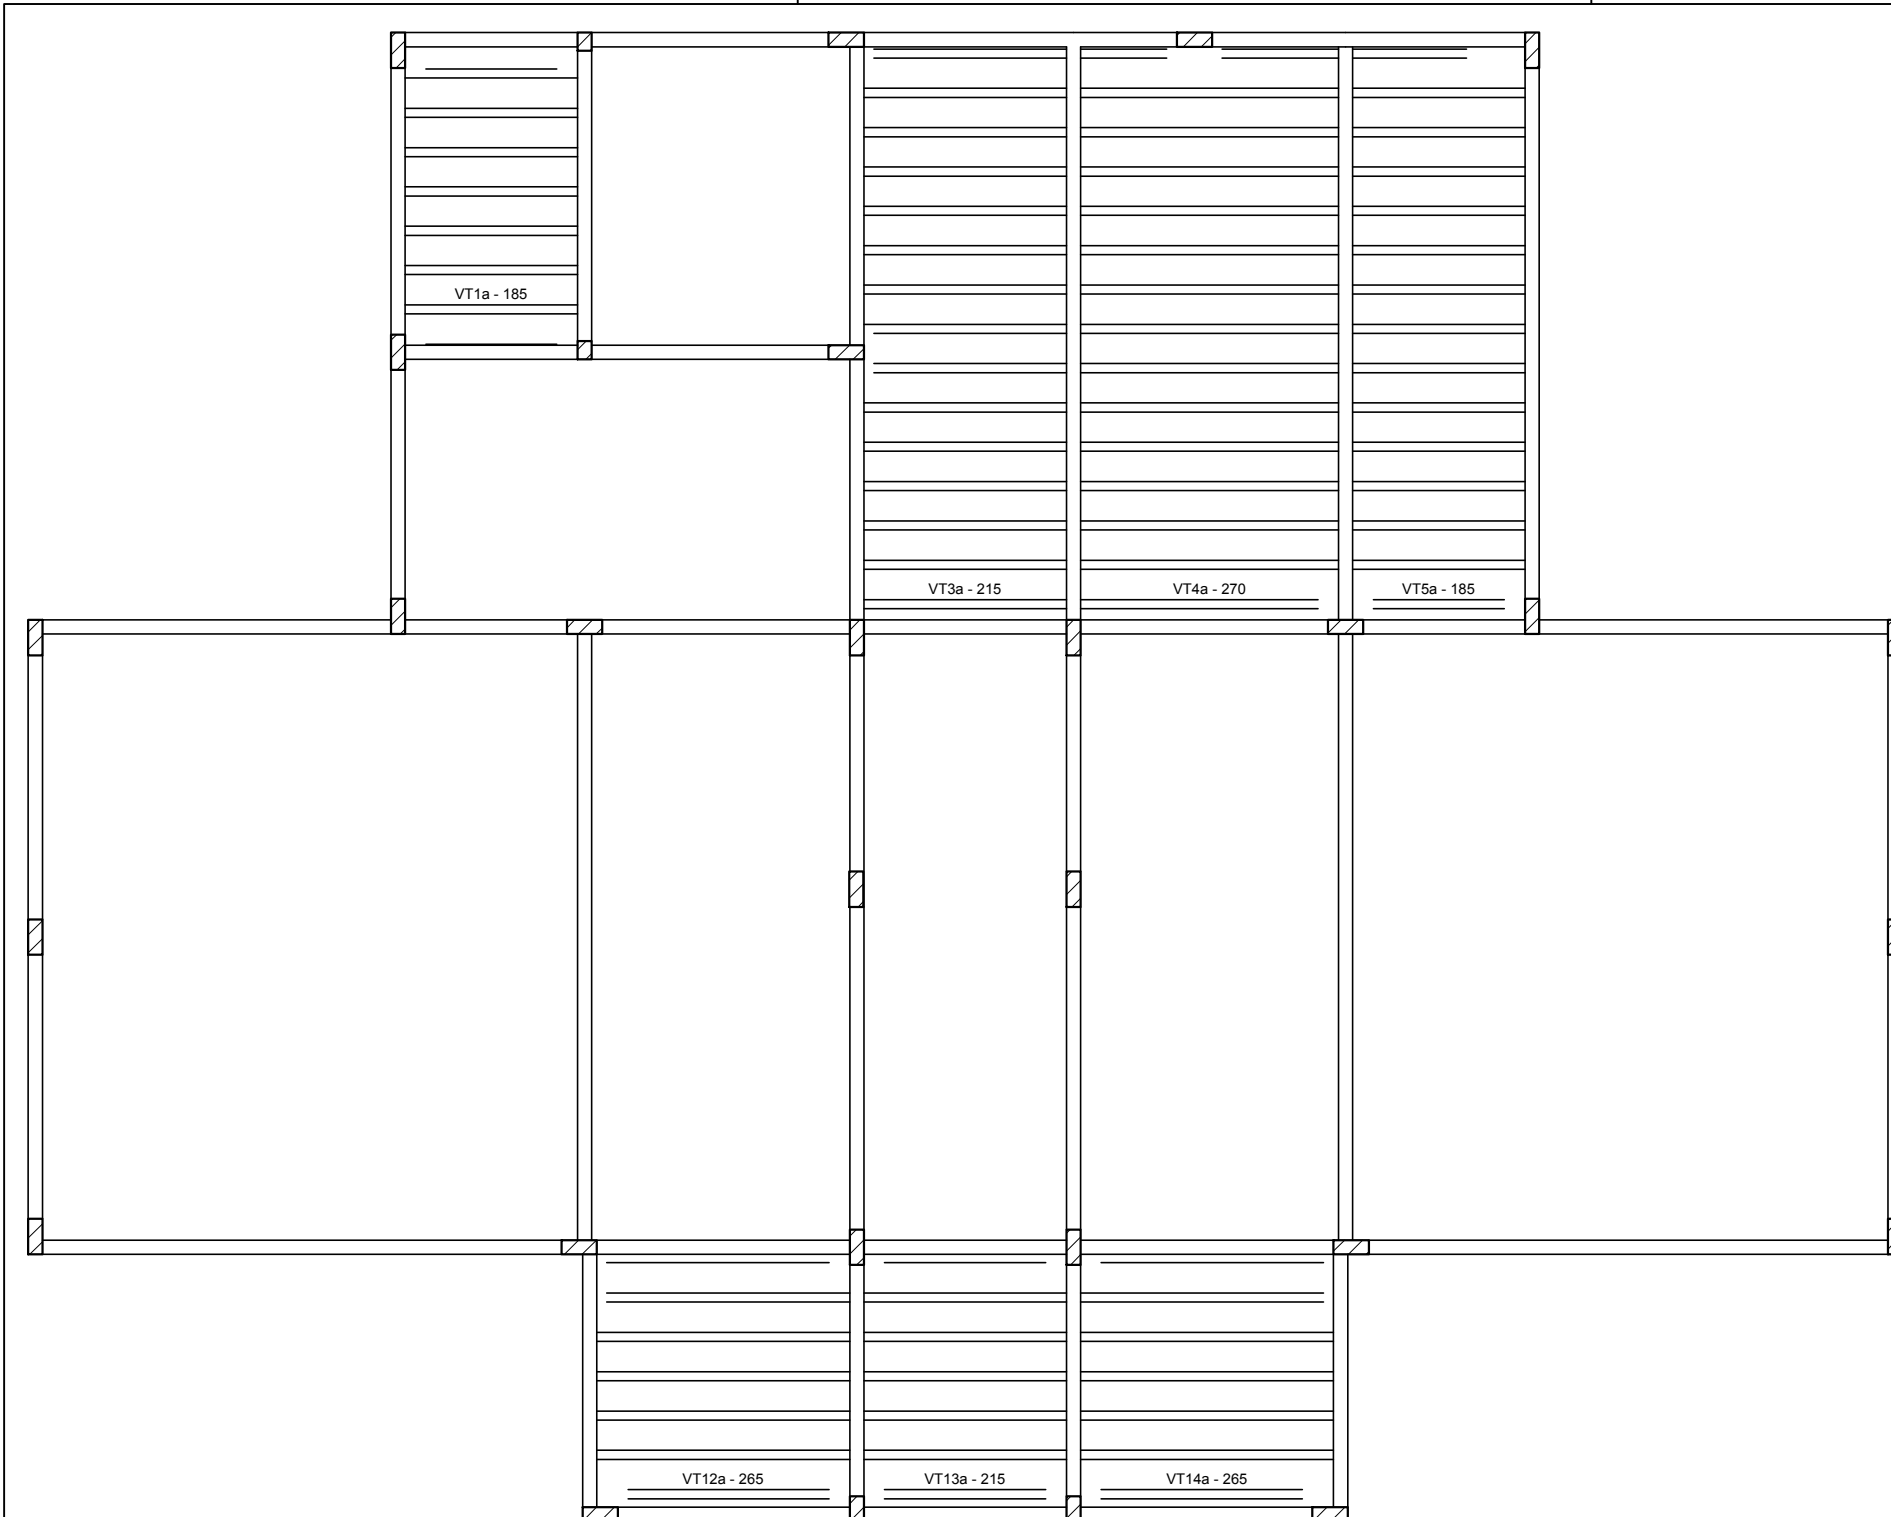 VT1a - 185
VT3a - 215
VT4a - 270
VT5a - 185
VT12a - 265
VT13a - 215
VT14a - 265